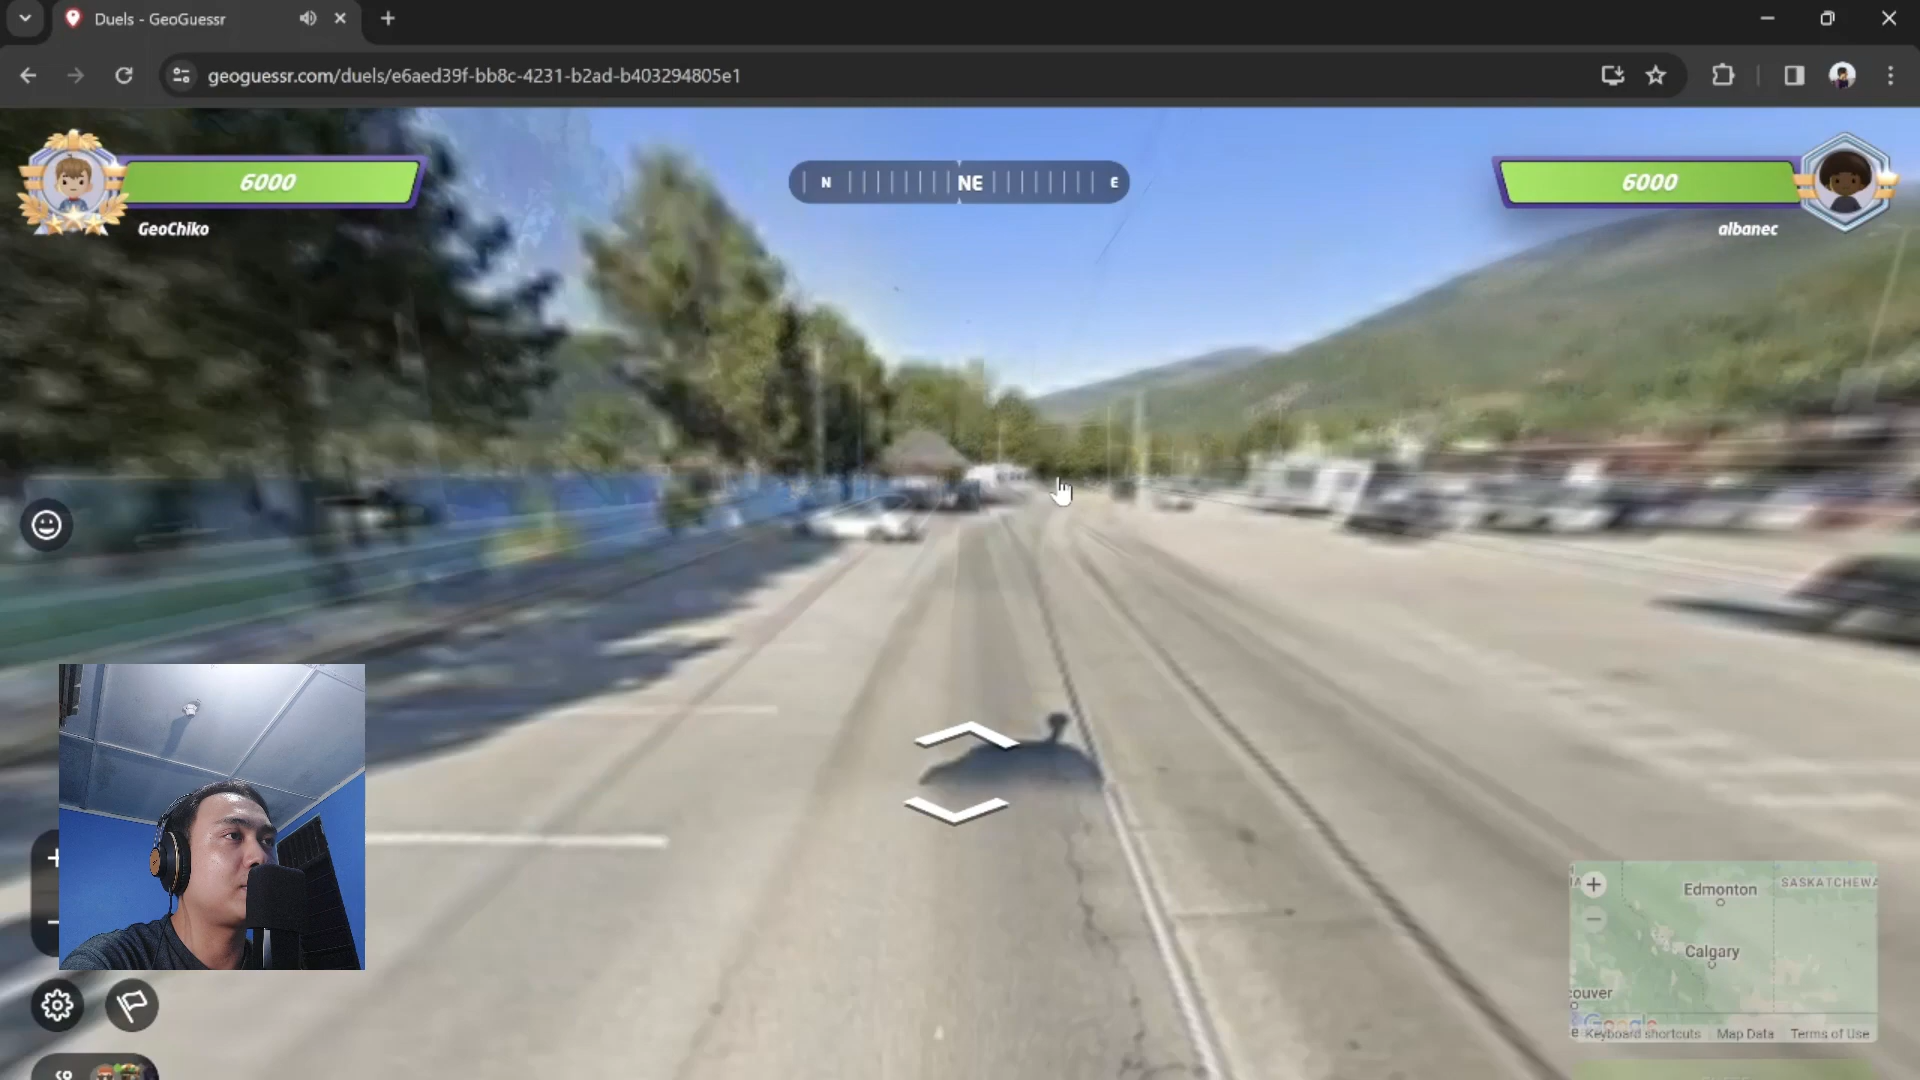 Duels - GeoGuessr
geoguessr.com/duels/e6aed39f-bb8c-4231-b2ad-b403294805e1
6000
GeoChiko
N
NE
E
6000
albanec
Edmonton
SASKATCHEWA
Calgary
couver
Google
Keyboard shortcuts
Map Data
Terms of Use